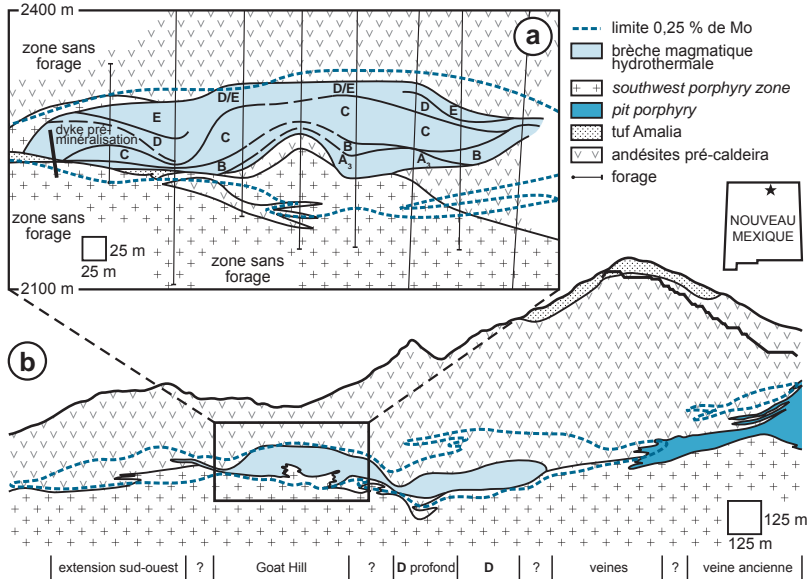 2400 m
zone sans
forage
a
D/E
D/E
E
D
E
C
C
dyke pré-
minéralisation
D
C
C
B
B
A3
A3
B
zone sans
forage
25 m
25 m
zone sans
forage
2100 m
limite 0,25 % de Mo
brèche magmatique
hydrothermale
southwest porphyry zone
pit porphyry
tuf Amalia
andésites pré-caldeira
forage
NOUVEAU
MEXIQUE
b
125 m
125 m
extension sud-ouest ? Goat Hill ? D profond D ? veines ? veine ancienne